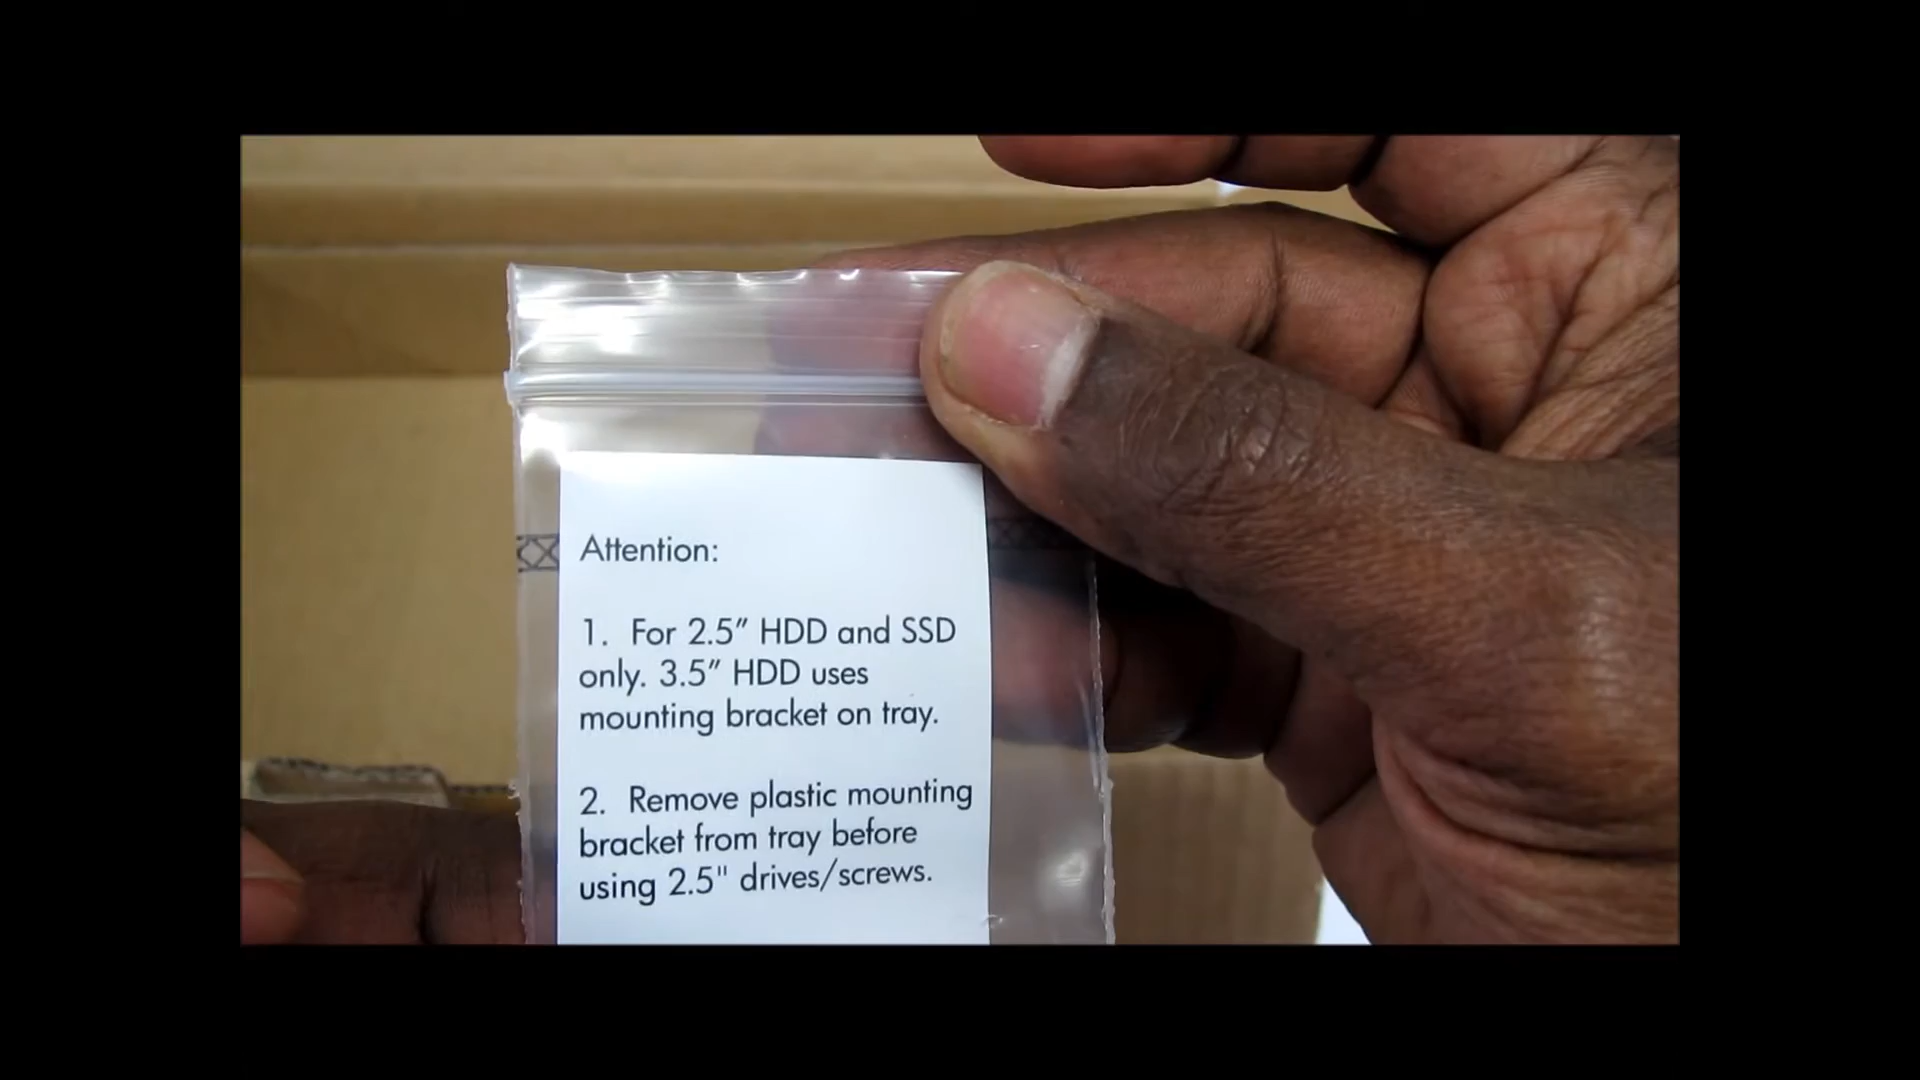 Attention:
1. For 2.5" HDD and SSD
only. 3.5" HDD uses
mounting bracket on tray.
2. Remove plastic mounting
bracket from tray before
using 2.5" drives/screws.